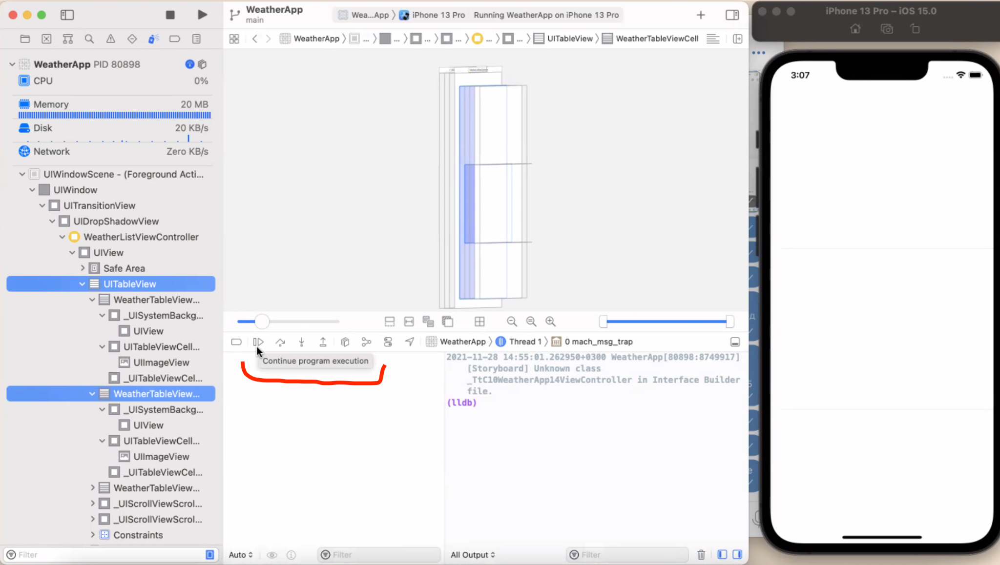 WeatherApp
main
Wea...App
iPhone 13 Pro
Running WeatherApp on iPhone 13 Pro
iPhone 13 Pro – iOS 15.0
WeatherApp
...
...
...
...
...
...
UITableView
WeatherTableViewCell
WeatherApp PID 80898
CPU 0%
Memory 20 MB
Disk 20 KB/s
Network Zero KB/s
UIWindowScene - (Foreground Acti...
UIWindow
UITransitionView
UIDropShadowView
WeatherListViewController
UIView
Safe Area
UITableView
WeatherTableView...
_UISystemBackg...
UIView
UITableViewCell...
UIImageView
_UITableViewCel...
WeatherTableView...
_UISystemBackg...
UIView
UITableViewCell...
UIImageView
_UITableViewCel...
WeatherTableView...
_UIScrollViewScrol...
_UIScrollViewScrol...
Constraints
Filter
WeatherApp
Thread 1
0 mach_msg_trap
Continue program execution
2021-11-28 14:55:01.262950+0300 WeatherApp[80898:8749917]
[Storyboard] Unknown class
_TtC10WeatherApp14ViewController in Interface Builder
file.
(lldb)
Auto
Filter
All Output
Filter
3:07